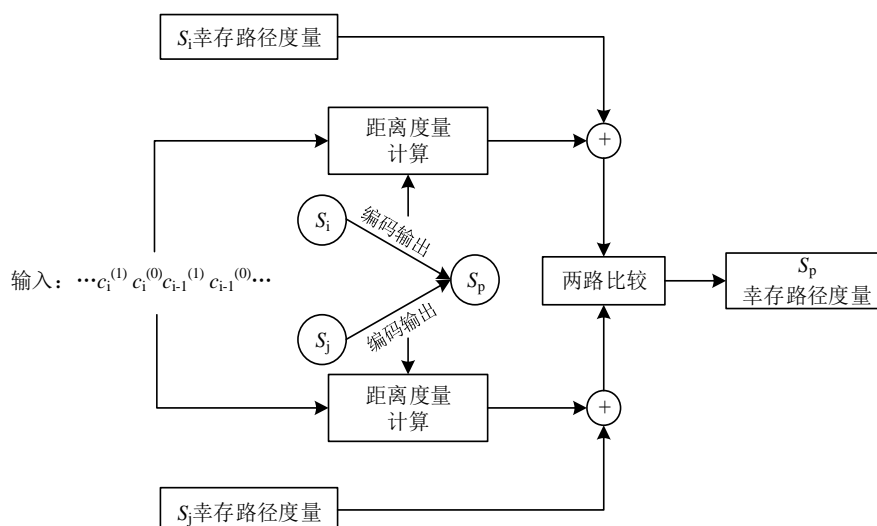 Si幸存路径度量
+
距离度量
计算
Si
编码输出
输入：…ci(1) ci(0)ci-1(1) ci-1(0)…
Sp
两路比较
Sp
幸存路径度量
Sj
编码输出
距离度量
计算
+
Sj幸存路径度量